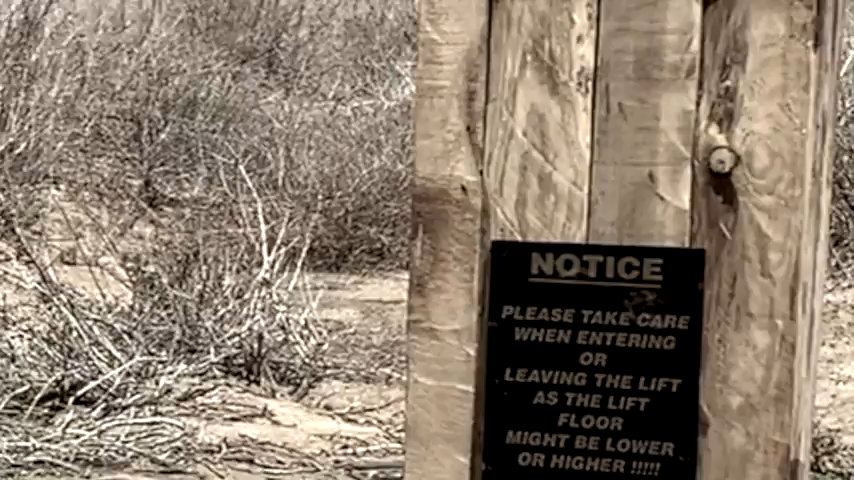 NOTICE
PLEASE TAKE CARE
WHEN ENTERING
OR
LEAVING THE LIFT
AS THE LIFT
FLOOR
MIGHT BE LOWER
OR HIGHER !!!!!